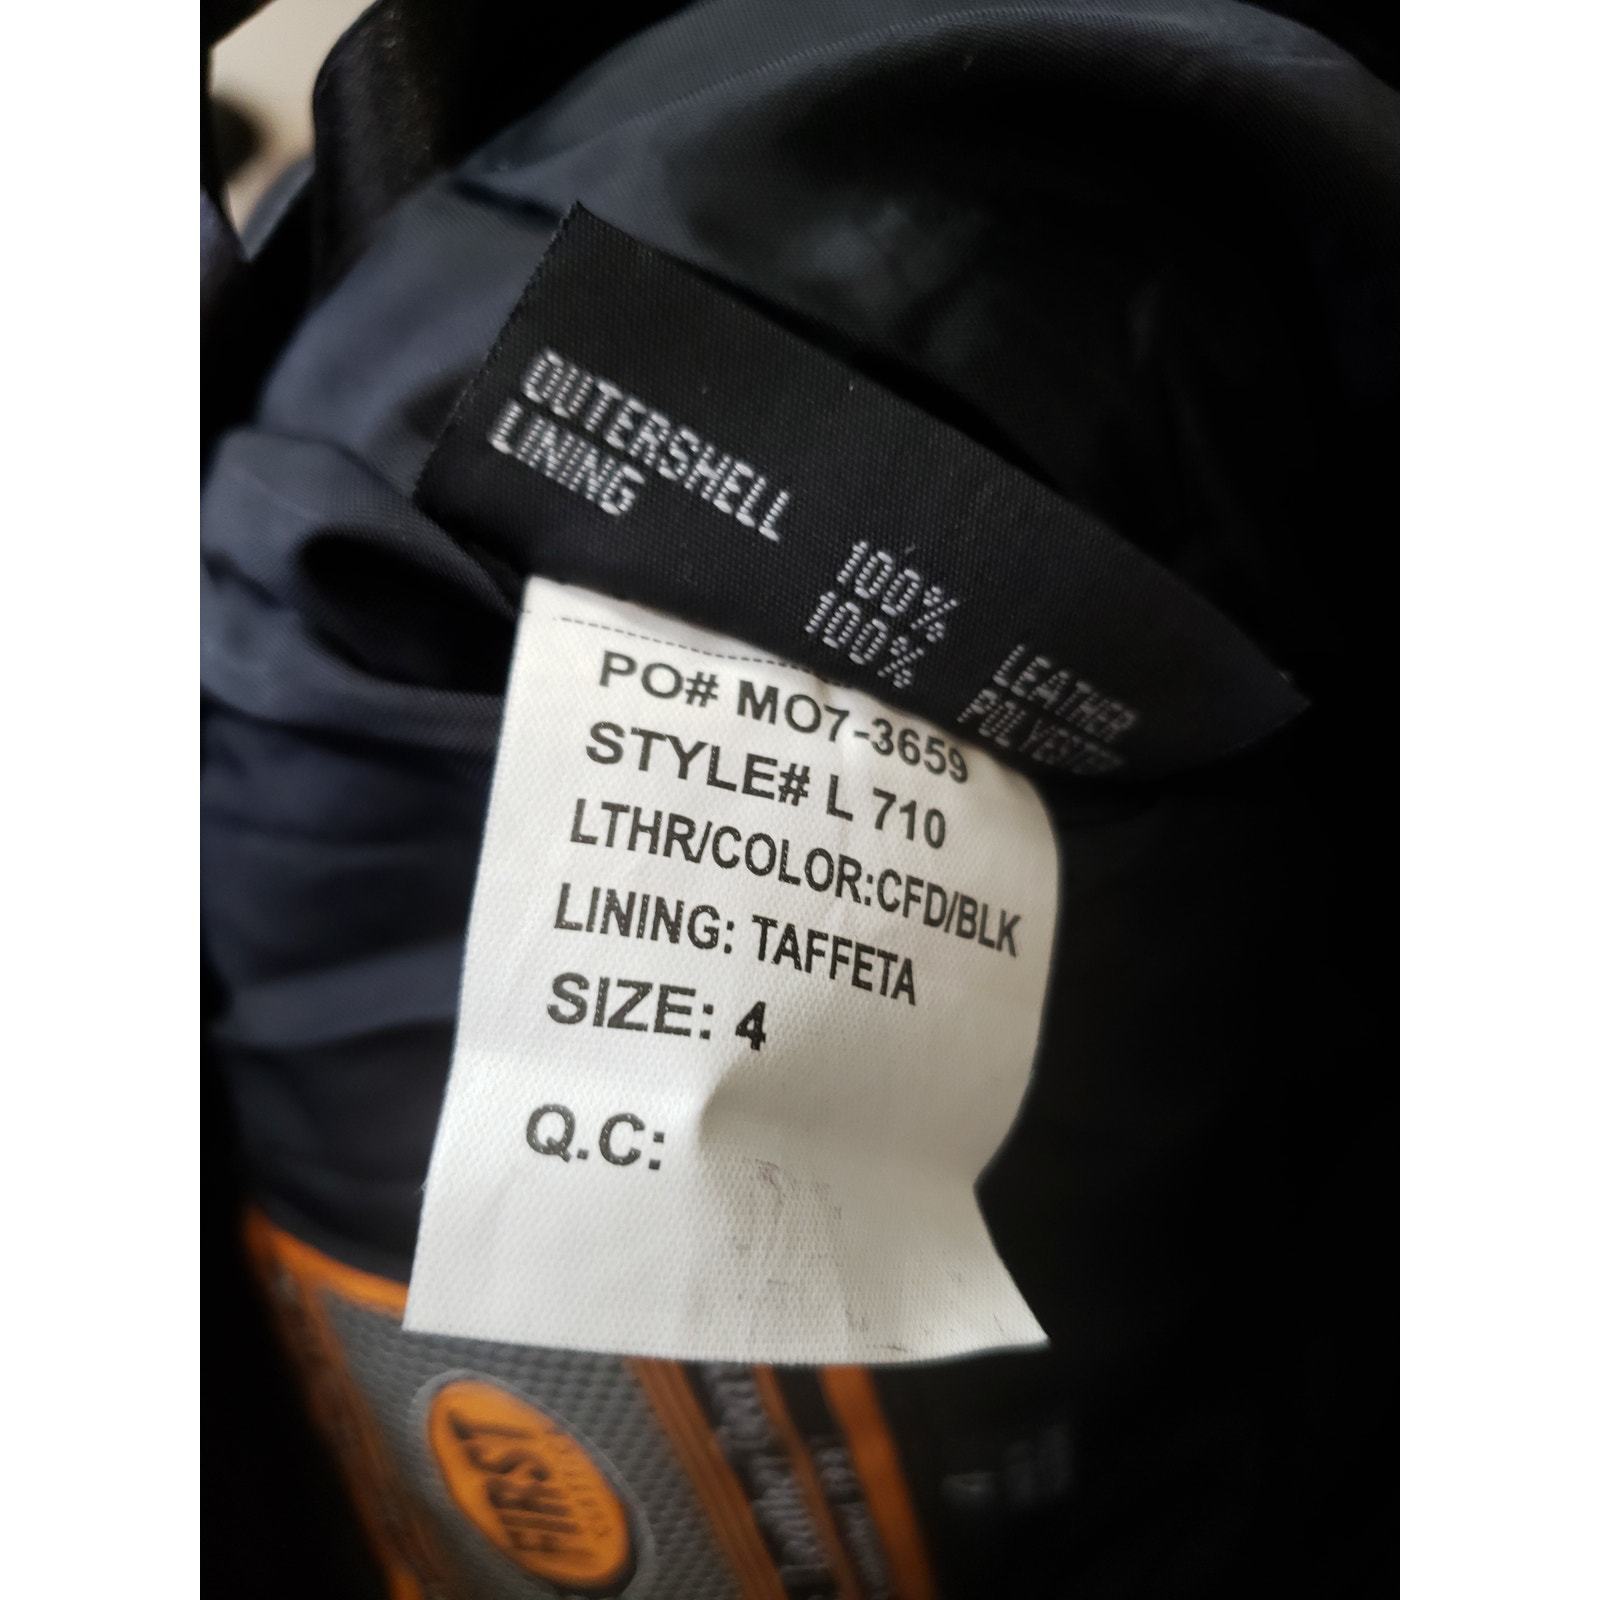 OUTERSHELL 100% LEATHER
LINING 100% POLYESTER
PO# MO7-3659
STYLE# L 710
LTHR/COLOR:CFD/BLK
LINING: TAFFETA
SIZE: 4
Q.C:
FIRST
Leather